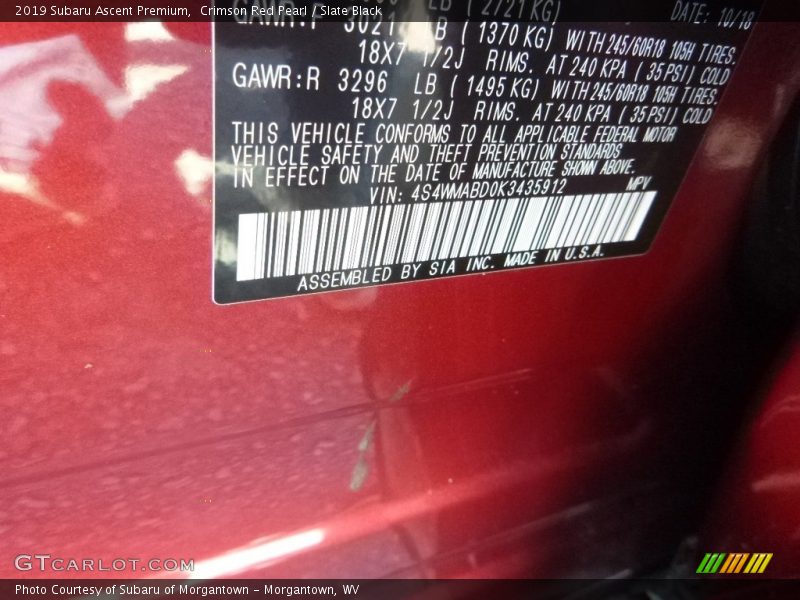 2019 Subaru Ascent Premium, Crimson Red Pearl / Slate Black
LB ( 2721 KG) DATE: 10/18
GAWR:F 3021 LB ( 1370 KG) WITH 245/60R18 105H TIRES.
18X7 1/2J RIMS. AT 240 KPA ( 35 PSI) COLD
GAWR:R 3296 LB ( 1495 KG) WITH 245/60R18 105H TIRES.
18X7 1/2J RIMS. AT 240 KPA ( 35 PSI) COLD
THIS VEHICLE CONFORMS TO ALL APPLICABLE FEDERAL MOTOR
VEHICLE SAFETY AND THEFT PREVENTION STANDARDS
IN EFFECT ON THE DATE OF MANUFACTURE SHOWN ABOVE.
VIN: 4S4WMABD0K3435912 MPV
ASSEMBLED BY SIA INC. MADE IN U.S.A.
GTCARLOT.COM
Photo Courtesy of Subaru of Morgantown - Morgantown, WV